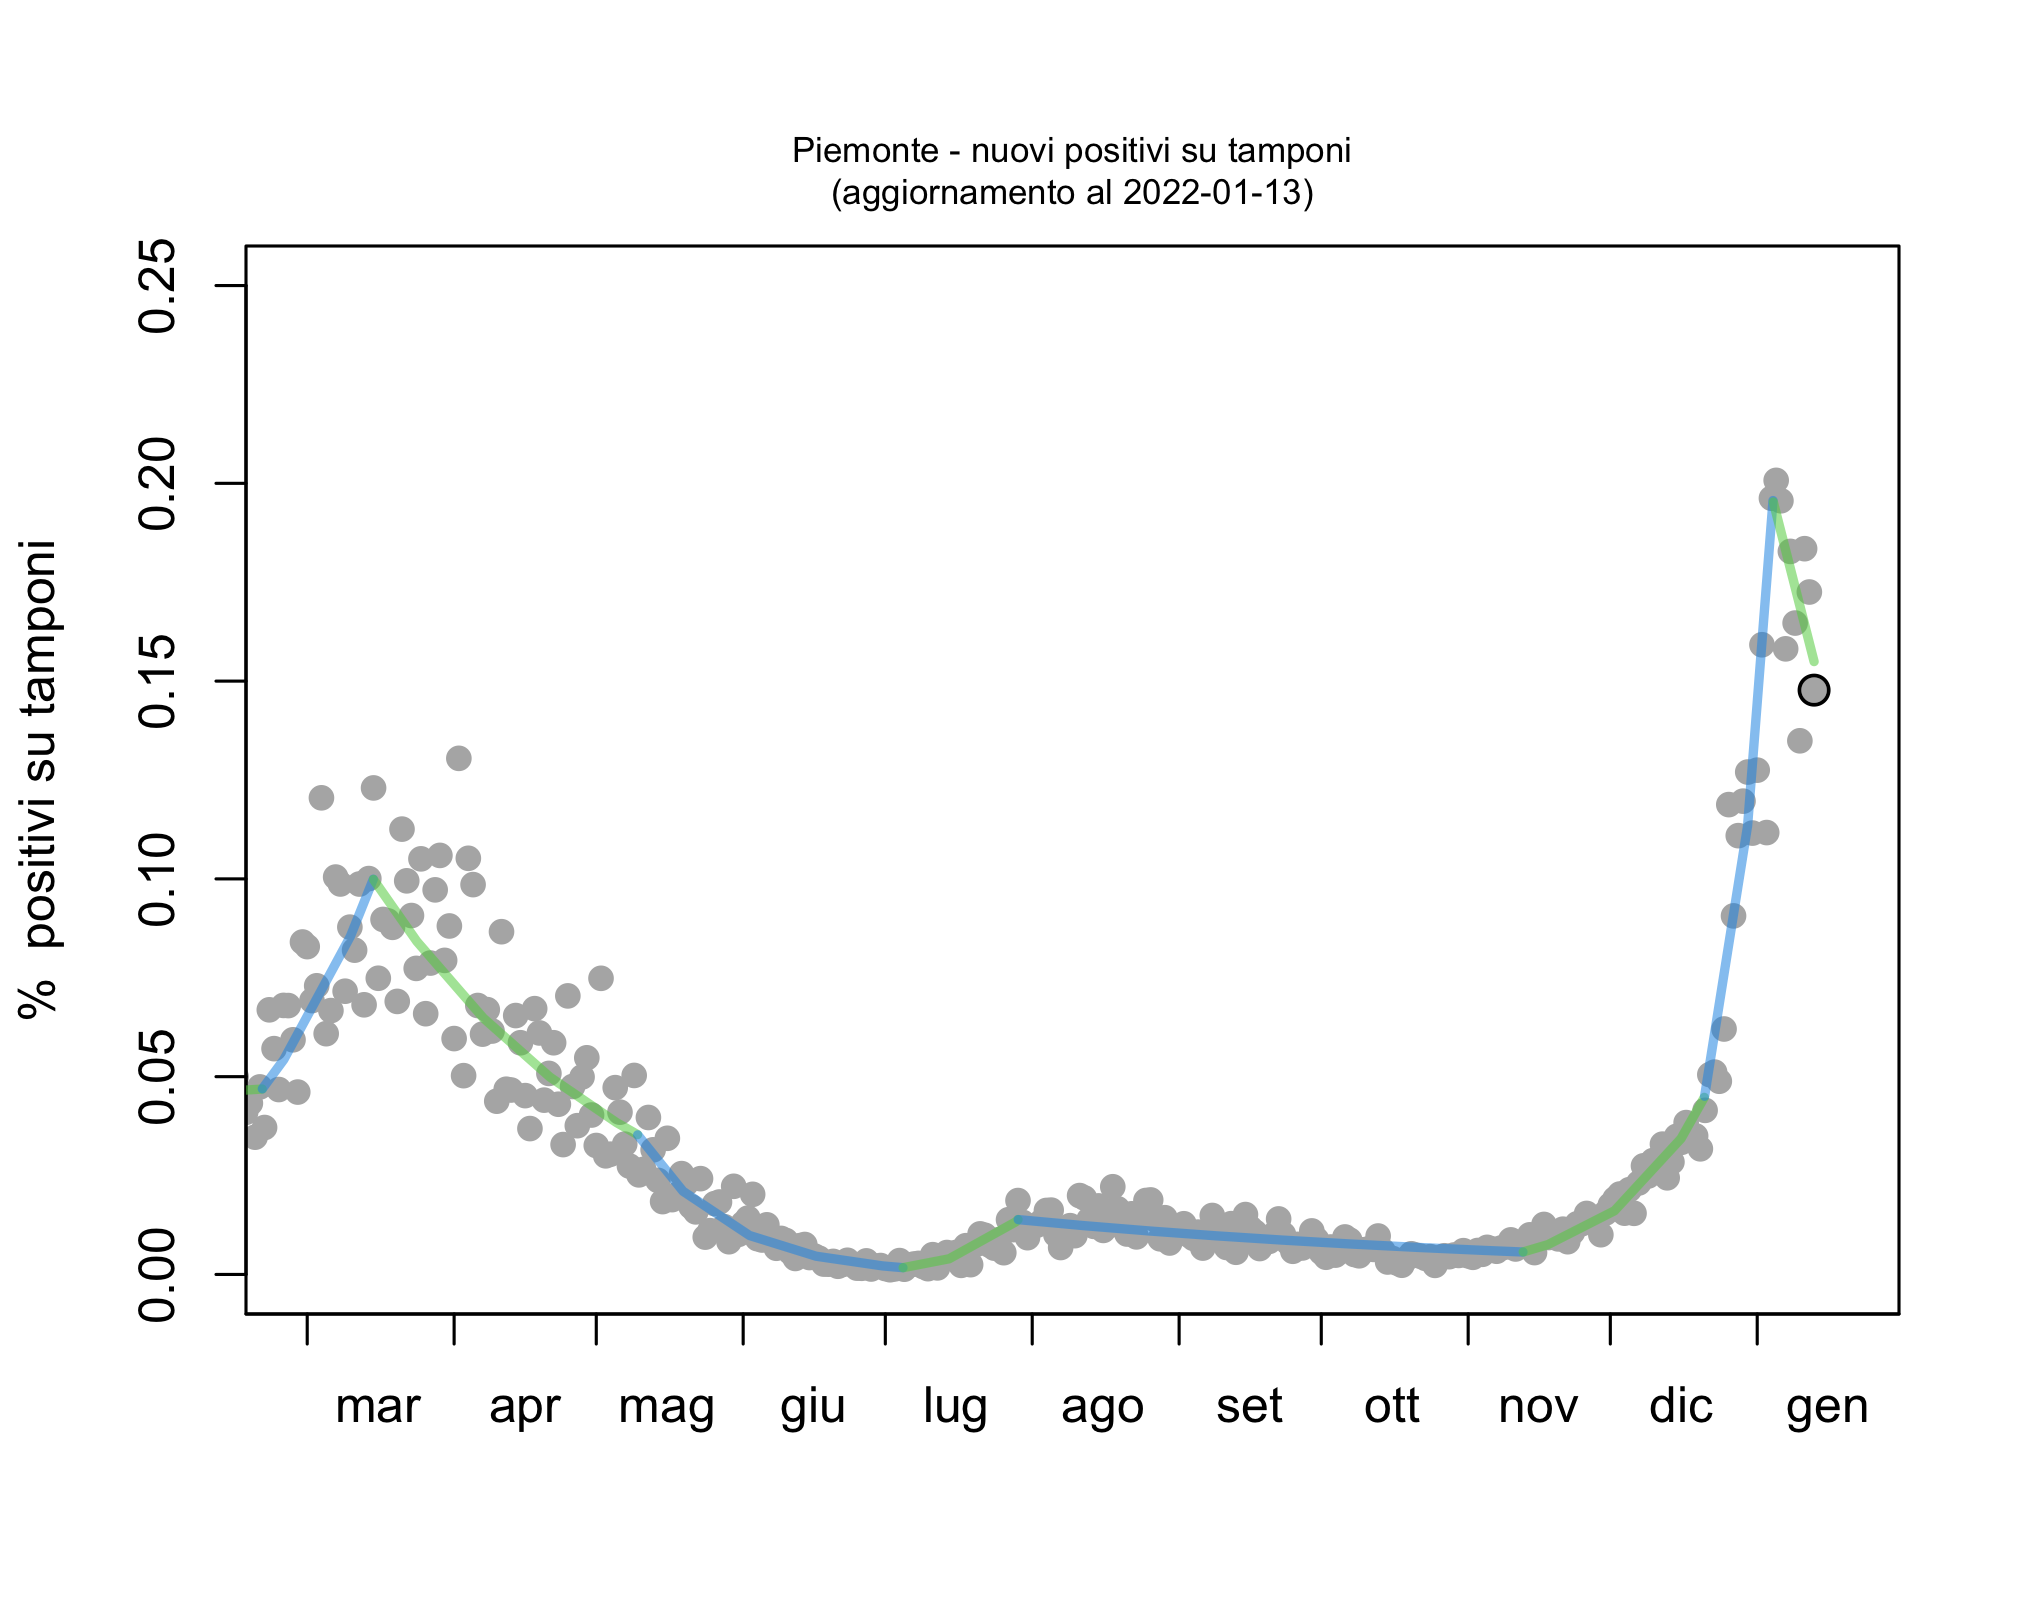 Piemonte - nuovi positivi su tamponi
(aggiornamento al 2022-01-13)
% positivi su tamponi
0.25
0.20
0.15
0.10
0.05
0.00
mar apr mag giu lug ago set ott nov dic gen